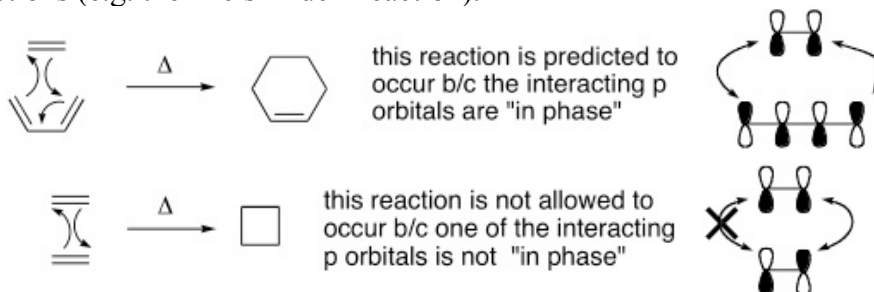 Δ
this reaction is predicted to
occur b/c the interacting p
orbitals are "in phase"
Δ
this reaction is not allowed to
occur b/c one of the interacting
p orbitals is not "in phase"